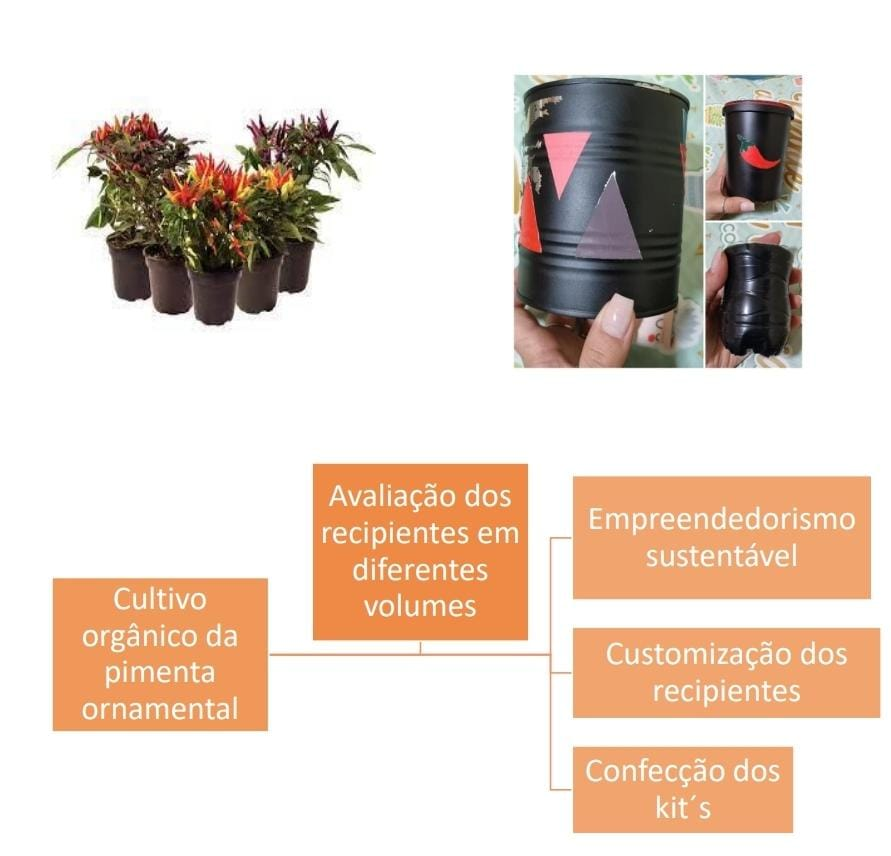 Avaliação dos
recipientes em
diferentes
volumes
Cultivo
orgânico da
pimenta
ornamental
Empreendedorismo
sustentável
Customização dos
recipientes
Confecção dos
kit´s